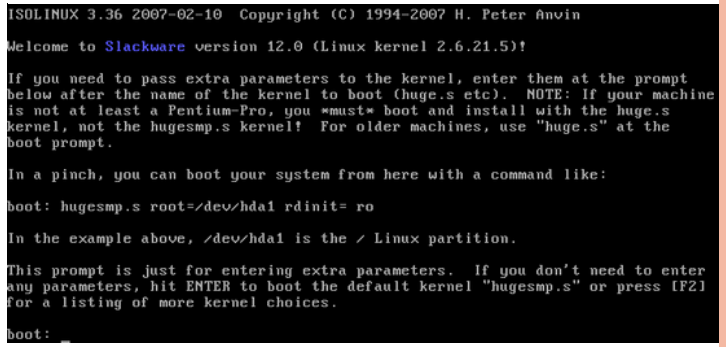 ISOLINUX 3.36 2007-02-10  Copyright (C) 1994-2007 H. Peter Anvin
Welcome to Slackware version 12.0 (Linux kernel 2.6.21.5)!
If you need to pass extra parameters to the kernel, enter them at the prompt
below after the name of the kernel to boot (huge.s etc).  NOTE: If your machine
is not at least a Pentium-Pro, you *must* boot and install with the huge.s
kernel, not the hugesmp.s kernel!  For older machines, use "huge.s" at the
boot prompt.
In a pinch, you can boot your system from here with a command like:
boot: hugesmp.s root=/dev/hda1 rdinit= ro
In the example above, /dev/hda1 is the / Linux partition.
This prompt is just for entering extra parameters.  If you don't need to enter
any parameters, hit ENTER to boot the default kernel "hugesmp.s" or press [F2]
for a listing of more kernel choices.
boot: _